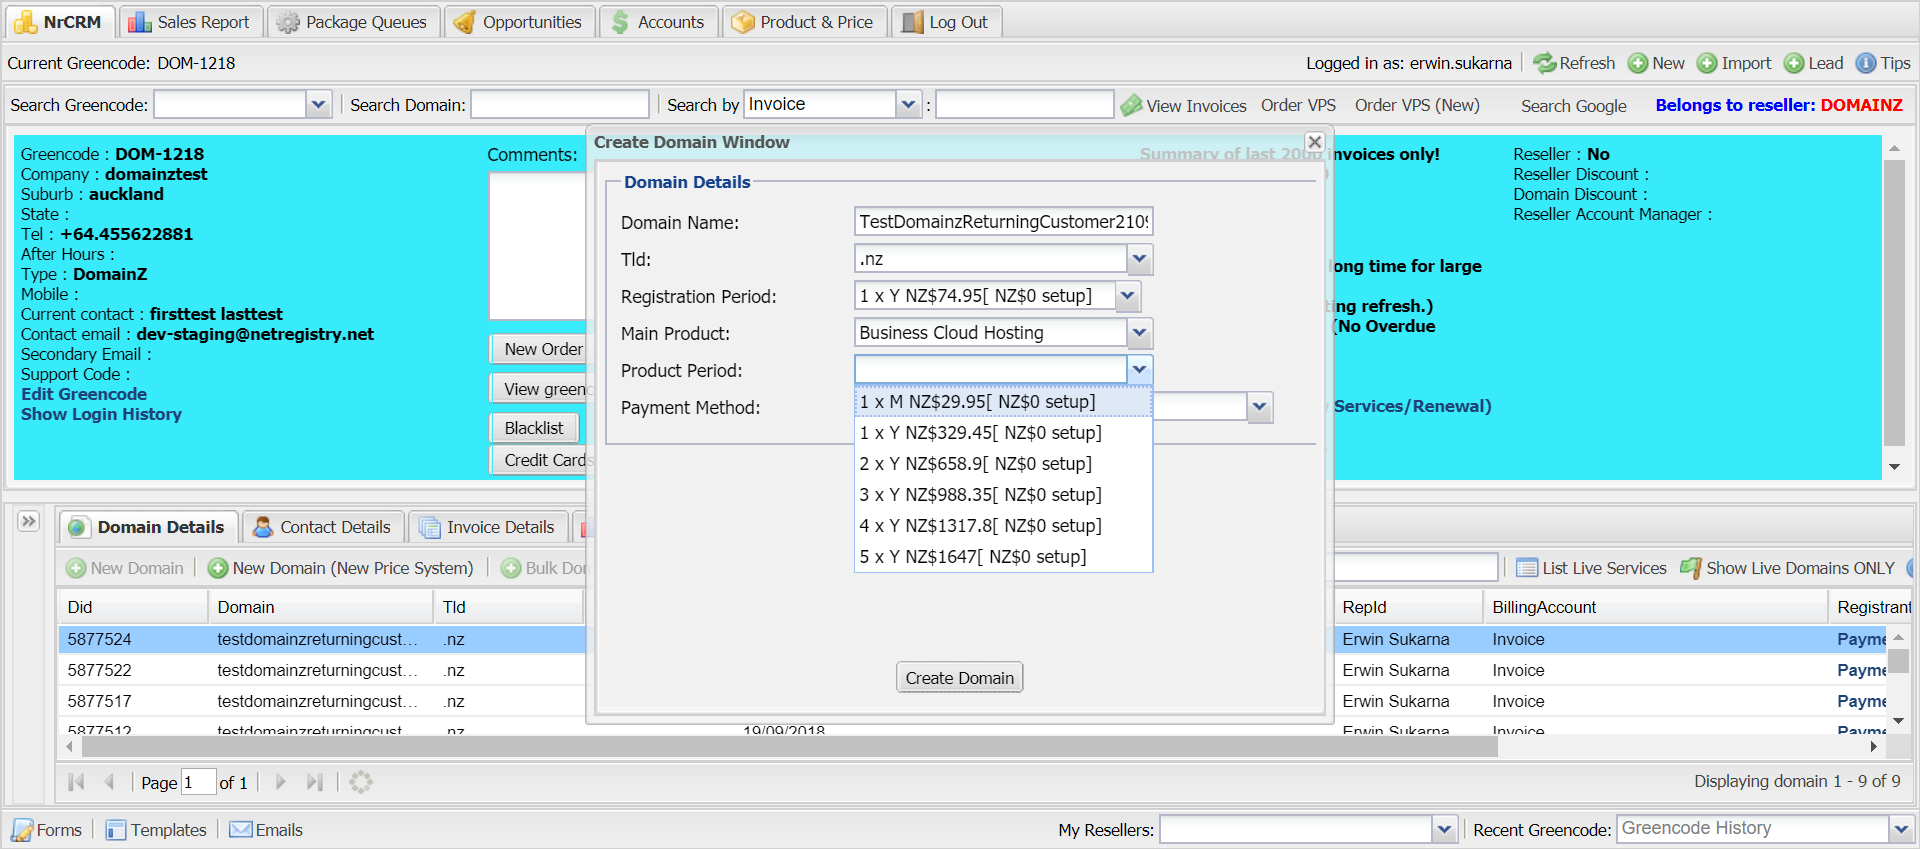 NrCRM Sales Report Package Queues Opportunities Accounts Product & Price Log Out
Current Greencode: DOM-1218 Logged in as: erwin.sukarna Refresh New Import Lead Tips
Search Greencode: Search Domain: Search by Invoice : View Invoices Order VPS Order VPS (New) Search Google Belongs to reseller: DOMAINZ
Greencode : DOM-1218
Company : domainztest
Suburb : auckland
State :
Tel : +64.455622881
After Hours :
Type : DomainZ
Mobile :
Current contact : firsttest lasttest
Contact email : dev-staging@netregistry.net
Secondary Email :
Support Code :
Edit Greencode
Show Login History
Comments:
New Order
View greenc
Blacklist
Credit Cards
Summary of last 2000 invoices only!
ong time for large
ing refresh.)
(No Overdue
Services/Renewal)
Reseller : No
Reseller Discount :
Domain Discount :
Reseller Account Manager :
Create Domain Window
Domain Details
Domain Name: TestDomainzReturningCustomer2109
Tld: .nz
Registration Period: 1 x Y NZ$74.95[ NZ$0 setup]
Main Product: Business Cloud Hosting
Product Period:
Payment Method:
1 x M NZ$29.95[ NZ$0 setup]
1 x Y NZ$329.45[ NZ$0 setup]
2 x Y NZ$658.9[ NZ$0 setup]
3 x Y NZ$988.35[ NZ$0 setup]
4 x Y NZ$1317.8[ NZ$0 setup]
5 x Y NZ$1647[ NZ$0 setup]
Create Domain
Domain Details Contact Details Invoice Details
New Domain New Domain (New Price System) Bulk Dom List Live Services Show Live Domains ONLY
Did Domain Tld RepId BillingAccount Registrant
5877524 testdomainzreturningcust... .nz Erwin Sukarna Invoice Payme
5877522 testdomainzreturningcust... .nz Erwin Sukarna Invoice Payme
5877517 testdomainzreturningcust... .nz Erwin Sukarna Invoice Payme
5877512 testdomainzreturningcust... .nz 19/09/2018 Erwin Sukarna Invoice Payme
Page 1 of 1 Displaying domain 1 - 9 of 9
Forms Templates Emails My Resellers: Recent Greencode: Greencode History